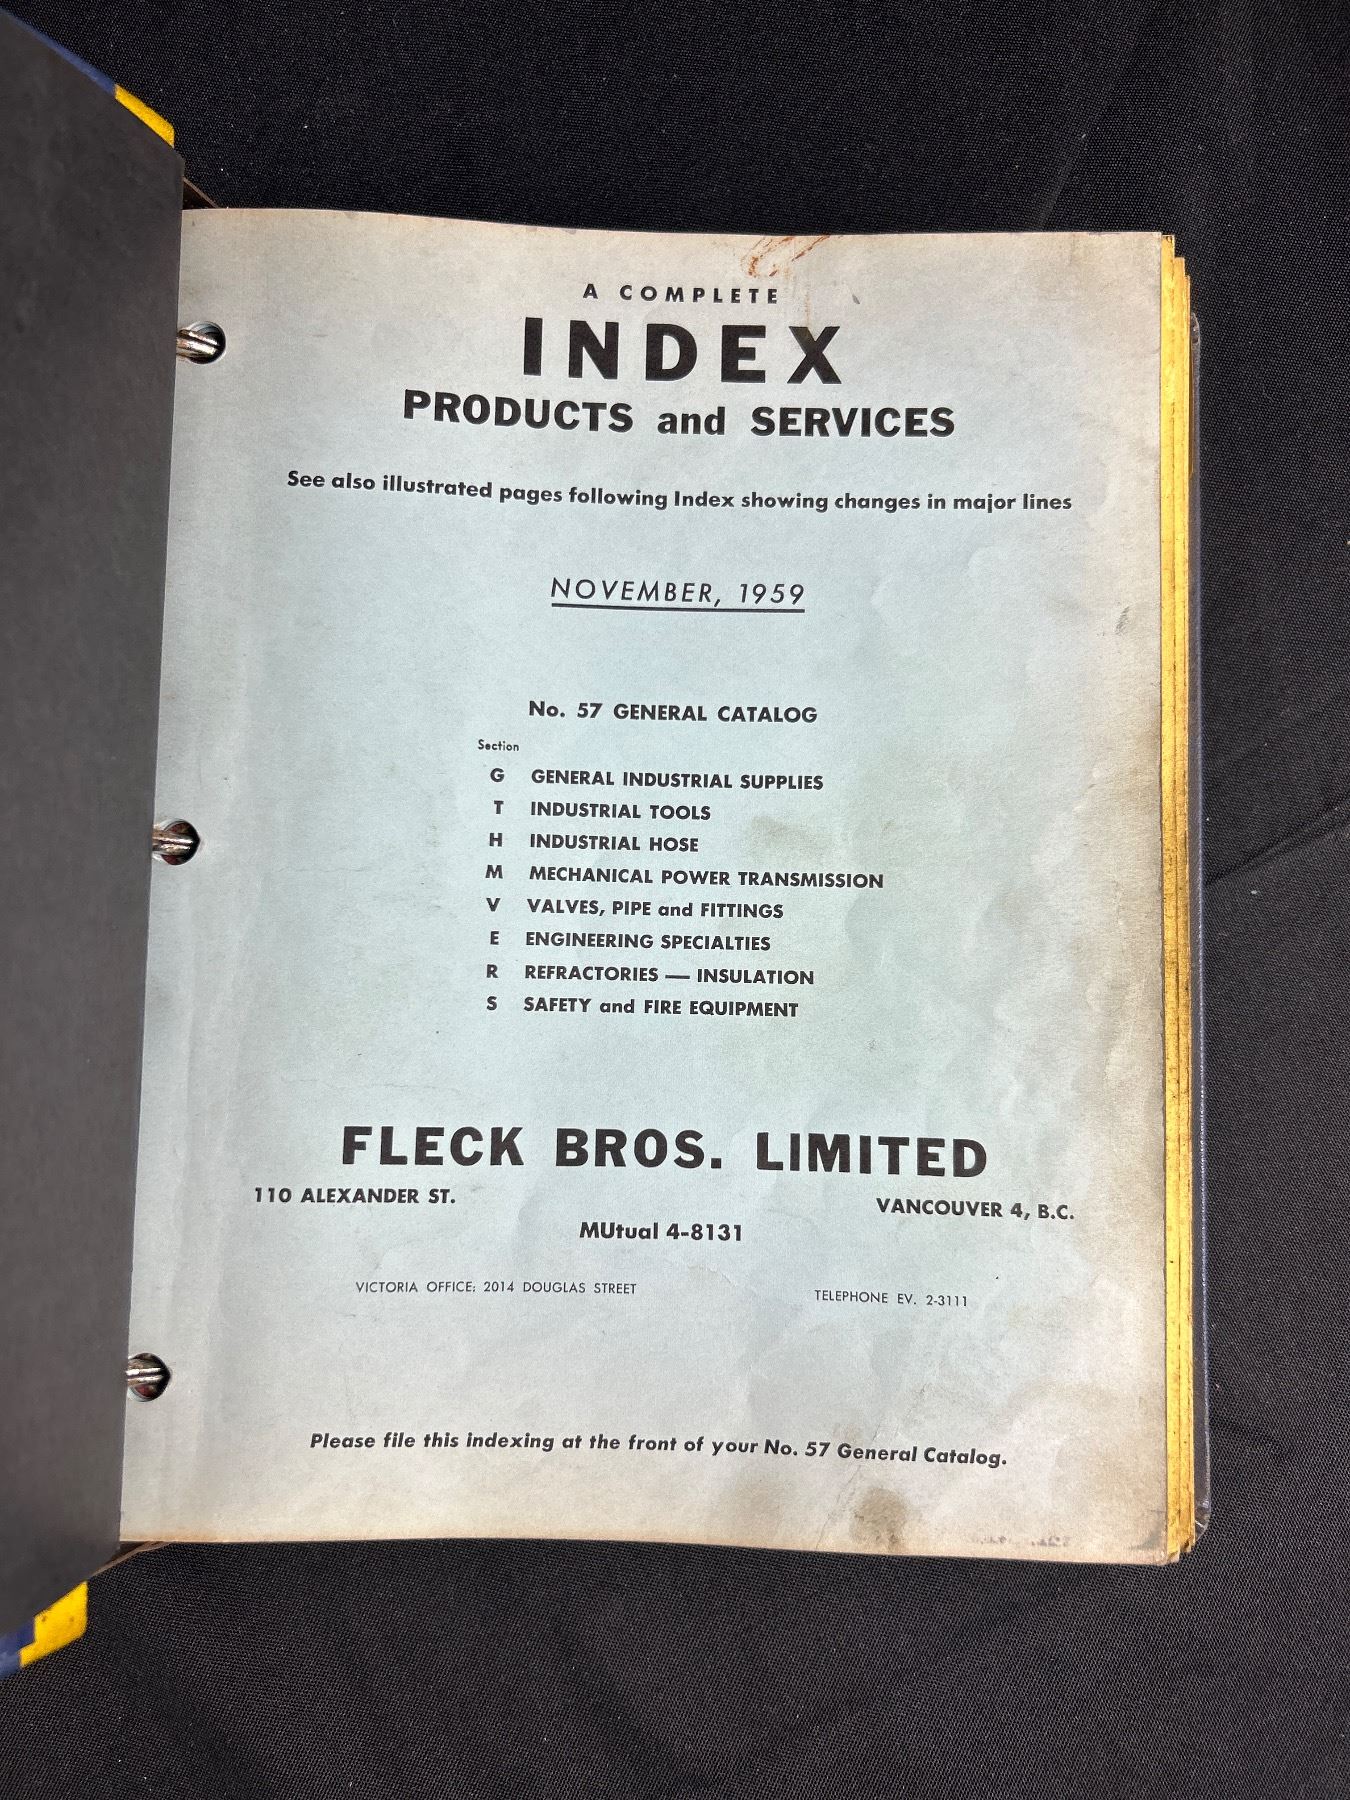 A COMPLETE
INDEX
PRODUCTS and SERVICES
See also illustrated pages following Index showing changes in major lines
NOVEMBER, 1959
No. 57 GENERAL CATALOG
Section
G GENERAL INDUSTRIAL SUPPLIES
T INDUSTRIAL TOOLS
H INDUSTRIAL HOSE
M MECHANICAL POWER TRANSMISSION
V VALVES, PIPE and FITTINGS
E ENGINEERING SPECIALTIES
R REFRACTORIES — INSULATION
S SAFETY and FIRE EQUIPMENT
FLECK BROS. LIMITED
110 ALEXANDER ST. VANCOUVER 4, B.C.
MUtual 4-8131
VICTORIA OFFICE: 2014 DOUGLAS STREET TELEPHONE EV. 2-3111
Please file this indexing at the front of your No. 57 General Catalog.